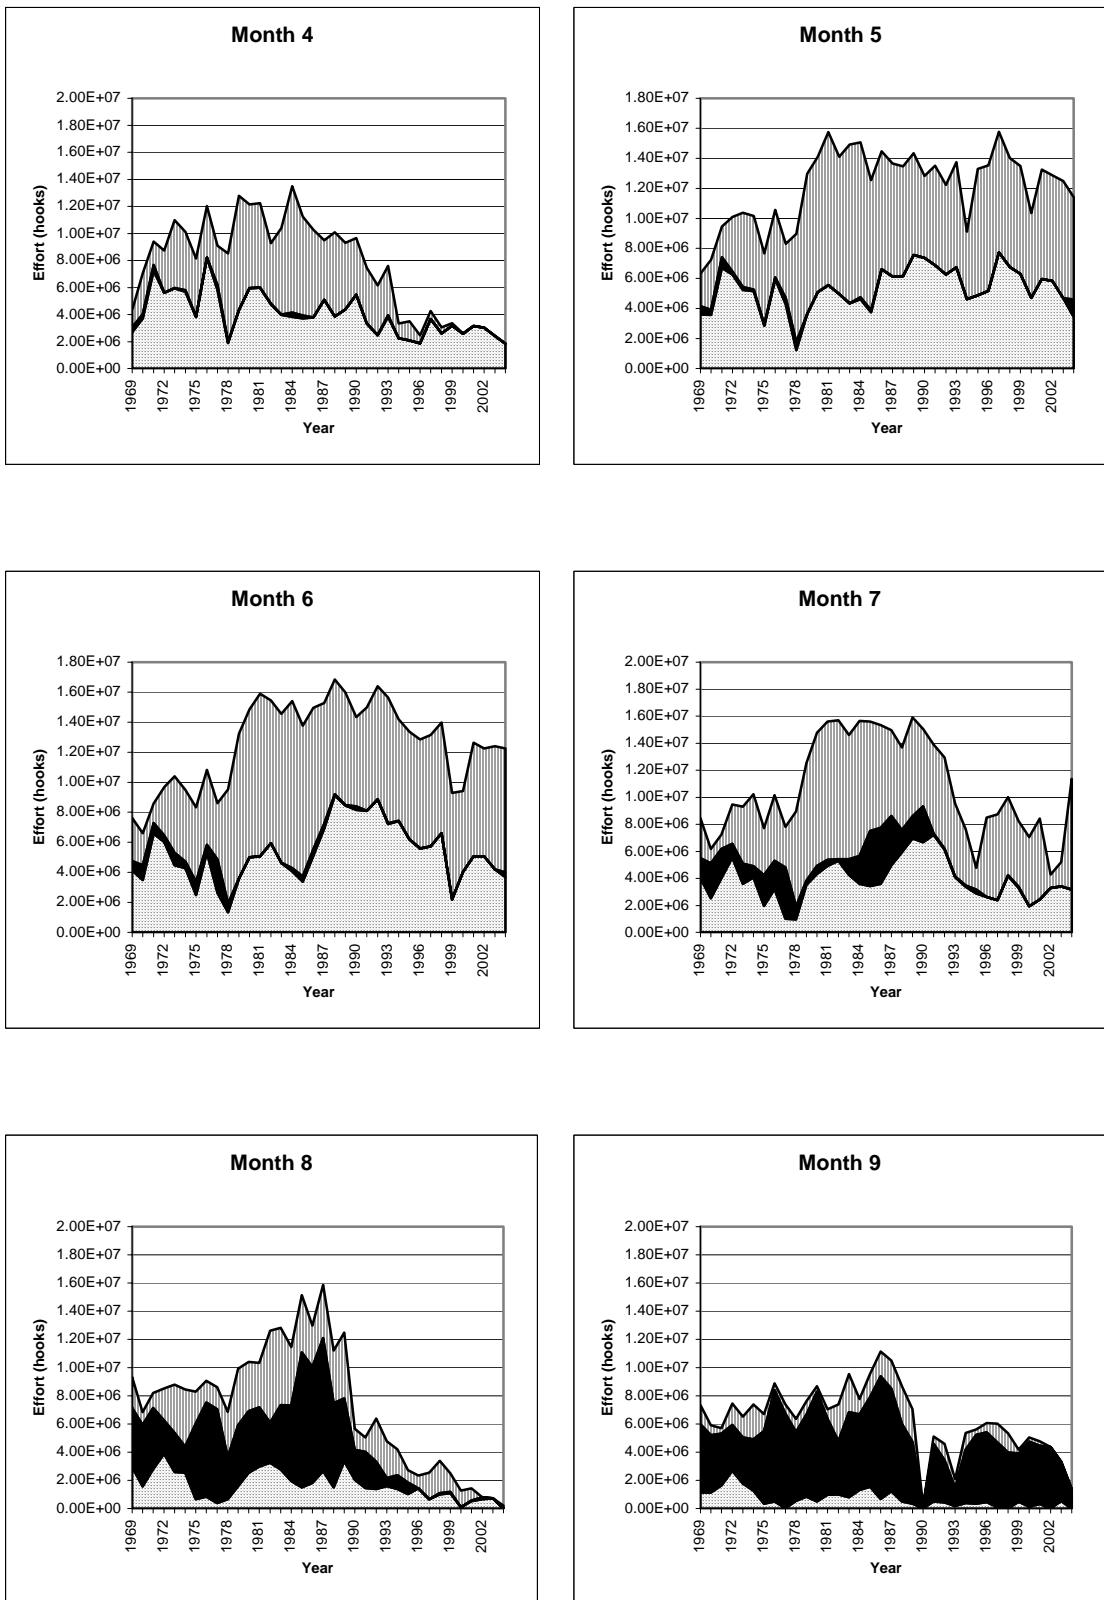 Month 4
2.00E+07
1.80E+07
1.60E+07
1.40E+07
1.20E+07
1.00E+07
8.00E+06
6.00E+06
4.00E+06
2.00E+06
0.00E+00
Effort (hooks)
1969 1972 1975 1978 1981 1984 1987 1990 1993 1996 1999 2002
Year
Month 5
1.80E+07
1.60E+07
1.40E+07
1.20E+07
1.00E+07
8.00E+06
6.00E+06
4.00E+06
2.00E+06
0.00E+00
Effort (hooks)
1969 1972 1975 1978 1981 1984 1987 1990 1993 1996 1999 2002
Year
Month 6
1.80E+07
1.60E+07
1.40E+07
1.20E+07
1.00E+07
8.00E+06
6.00E+06
4.00E+06
2.00E+06
0.00E+00
Effort (hooks)
1969 1972 1975 1978 1981 1984 1987 1990 1993 1996 1999 2002
Year
Month 7
2.00E+07
1.80E+07
1.60E+07
1.40E+07
1.20E+07
1.00E+07
8.00E+06
6.00E+06
4.00E+06
2.00E+06
0.00E+00
Effort (hooks)
1969 1972 1975 1978 1981 1984 1987 1990 1993 1996 1999 2002
Year
Month 8
2.00E+07
1.80E+07
1.60E+07
1.40E+07
1.20E+07
1.00E+07
8.00E+06
6.00E+06
4.00E+06
2.00E+06
0.00E+00
Effort (hooks)
1969 1972 1975 1978 1981 1984 1987 1990 1993 1996 1999 2002
Year
Month 9
2.00E+07
1.80E+07
1.60E+07
1.40E+07
1.20E+07
1.00E+07
8.00E+06
6.00E+06
4.00E+06
2.00E+06
0.00E+00
Effort (hooks)
1969 1972 1975 1978 1981 1984 1987 1990 1993 1996 1999 2002
Year